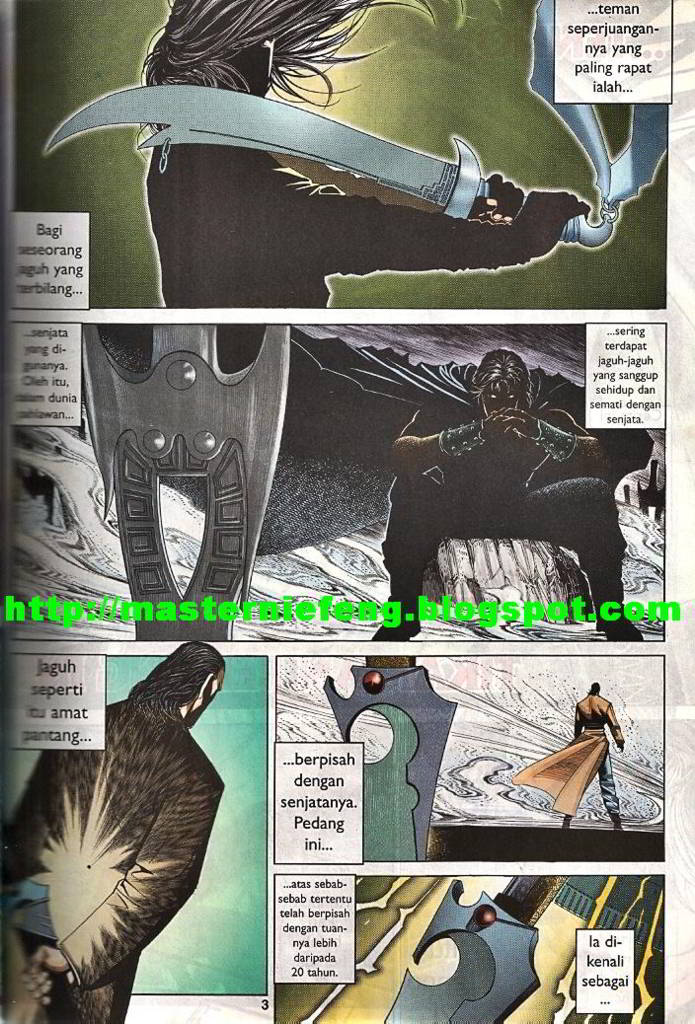 Bagi
seseorang
jaguh yang
terbilang...
...teman
seperjuangan-
nya yang
paling rapat
ialah...
...senjata
yang di-
gunanya.
Oleh itu,
dalam dunia
pahlawan...
...sering
terdapat
jaguh-jaguh
yang sanggup
sehidup dan
semati dengan
senjata.
http://masterniefeng.blogspot.com
Jaguh
seperti
itu amat
pantang...
...berpisah
dengan
senjatanya.
Pedang
ini...
...atas sebab-
sebab tertentu
telah berpisah
dengan tuan-
nya lebih
daripada
20 tahun.
Ia di-
kenali
sebagai
...
3